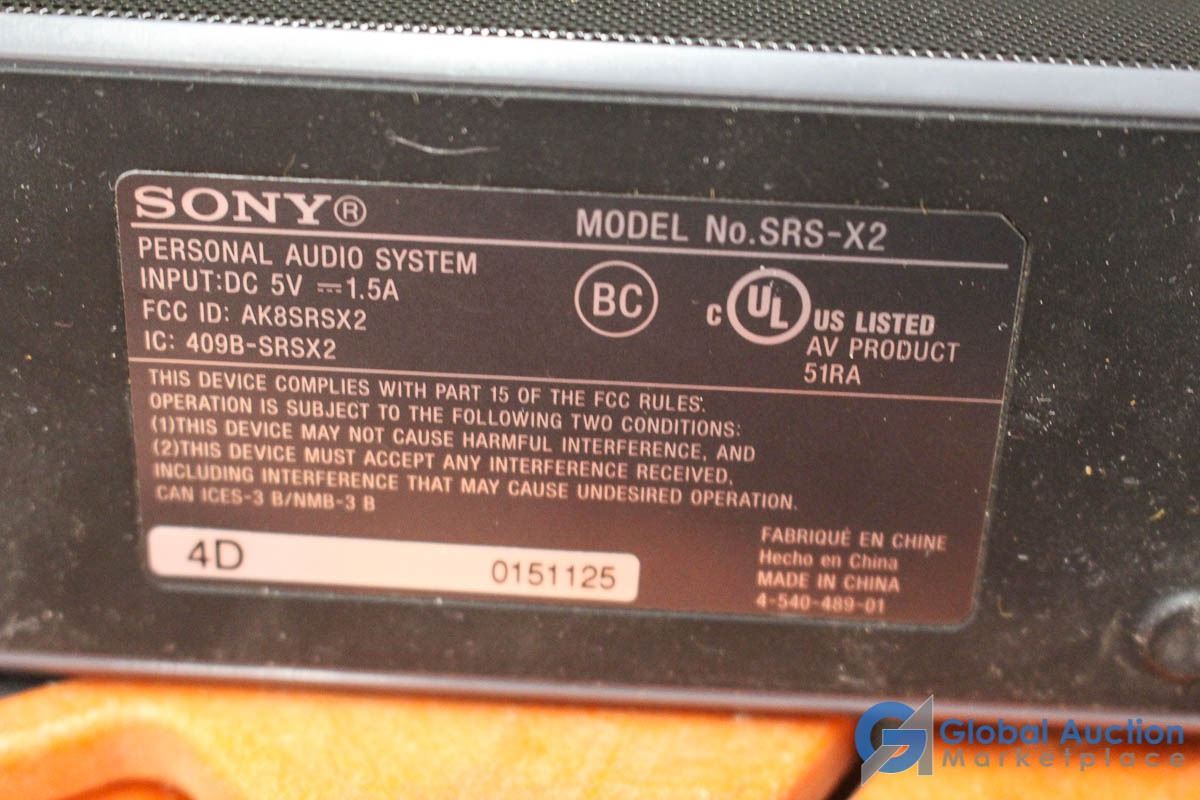 SONY®
MODEL No.SRS-X2
PERSONAL AUDIO SYSTEM
INPUT:DC 5V ⎓1.5A
FCC ID: AK8SRSX2
IC: 409B-SRSX2
BC
C UL US LISTED
AV PRODUCT
51RA
THIS DEVICE COMPLIES WITH PART 15 OF THE FCC RULES.
OPERATION IS SUBJECT TO THE FOLLOWING TWO CONDITIONS:
(1)THIS DEVICE MAY NOT CAUSE HARMFUL INTERFERENCE, AND
(2)THIS DEVICE MUST ACCEPT ANY INTERFERENCE RECEIVED,
INCLUDING INTERFERENCE THAT MAY CAUSE UNDESIRED OPERATION.
CAN ICES-3 B/NMB-3 B
4D 0151125
FABRIQUÉ EN CHINE
Hecho en China
MADE IN CHINA
4-540-489-01
Global Auction
Marketplace